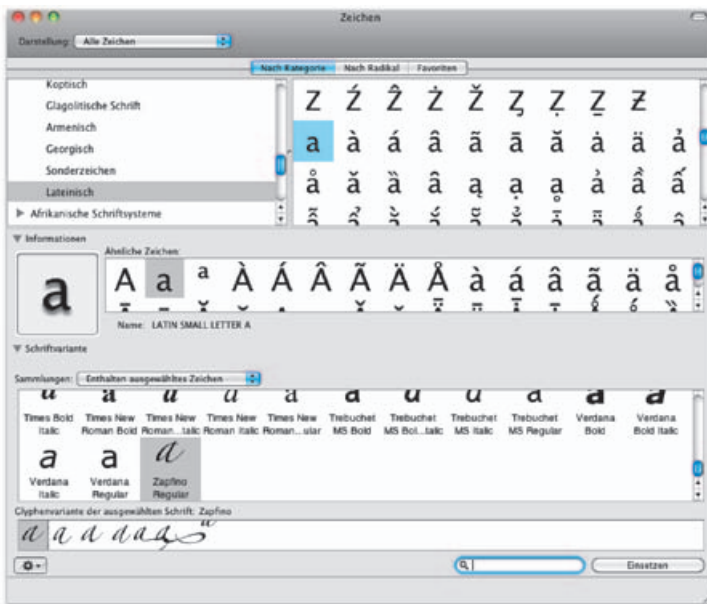 Zeichen
Darstellung: Alle Zeichen
Nach Kategorie Nach Radikal Favoriten
Koptisch
Glagolitische Schrift
Armenisch
Georgisch
Sonderzeichen
Lateinisch
Afrikanische Schriftsysteme
Z Ź Ẑ Ż Ž Ȥ Ẓ Ẕ Ƶ
a à á â ã ā ă ȧ ä ả
å ǎ ȁ ȃ ą ạ ḁ
Informationen
Ähnliche Zeichen:
a
A a ª À Á Â Ã Ä Å à á â ã ä å
Name: LATIN SMALL LETTER A
Schriftvariante
Sammlungen: Enthalten ausgewähltes Zeichen
a a a a a a a a a a a
Times Bold Italic
Times New Roman Bold
Times New Roman...talic
Times New Roman Italic
Times New Roman...ular
Trebuchet MS Bold
Trebuchet MS Bol...talic
Trebuchet MS Italic
Trebuchet MS Regular
Verdana Bold
Verdana Bold Italic
a a a
Verdana Italic
Verdana Regular
Zapfino Regular
Glyphenvariante der ausgewählten Schrift: Zapfino
a a a a a a a
Einsetzen